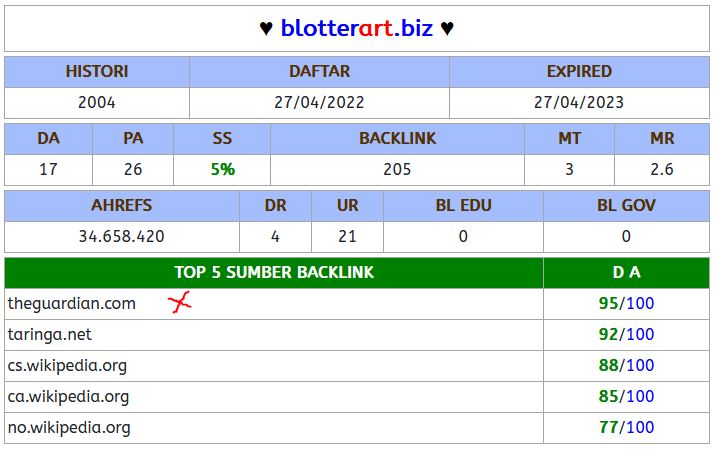 ♥ blotterart.biz ♥
HISTORI DAFTAR EXPIRED
2004 27/04/2022 27/04/2023
DA PA SS BACKLINK MT MR
17 26 5% 205 3 2.6
AHREFS DR UR BL EDU BL GOV
34.658.420 4 21 0 0
TOP 5 SUMBER BACKLINK D A
theguardian.com 95/100
taringa.net 92/100
cs.wikipedia.org 88/100
ca.wikipedia.org 85/100
no.wikipedia.org 77/100